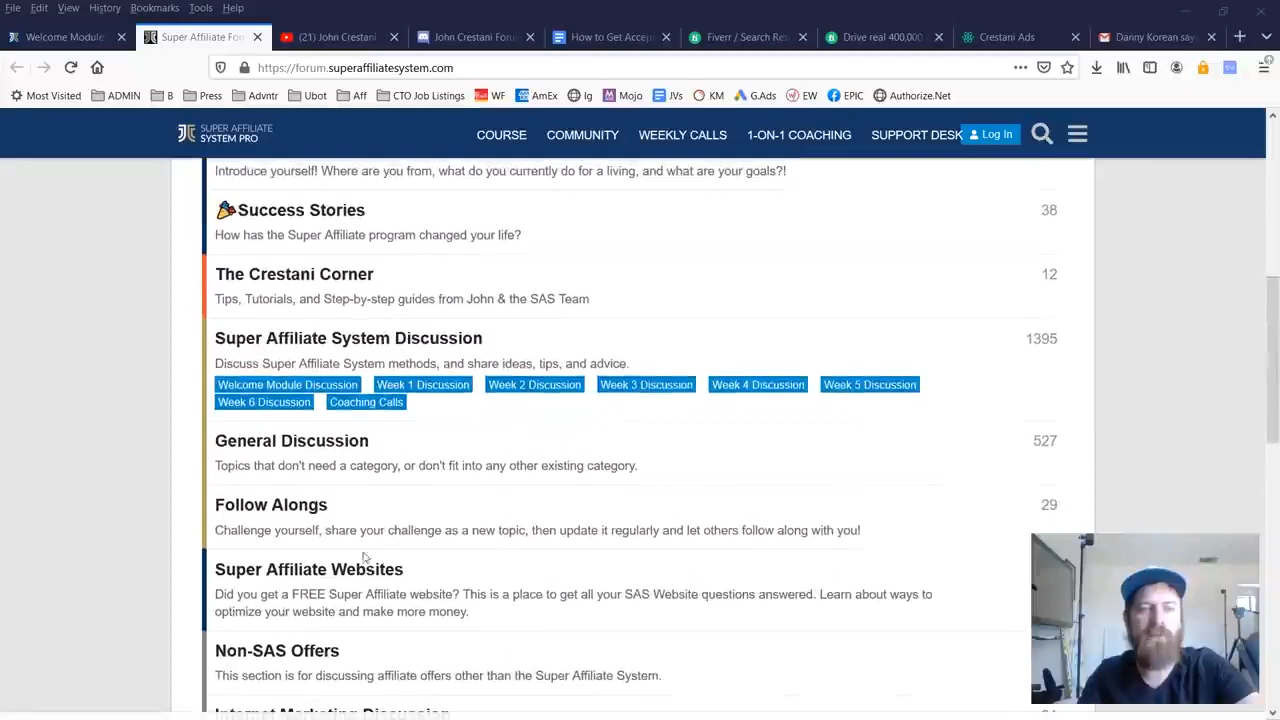 File Edit View History Bookmarks Tools Help
Welcome Module
Super Affiliate For
(21) John Crestani
John Crestani Foru
How to Get Accep
Fiverr / Search Res
Drive real 400,000
Crestani Ads
Danny Korean say
https://forum.superaffiliatesystem.com
Most Visited ADMIN B Press Advntr Ubot Aff CTO Job Listings WF AmEx Ig Mojo JVs KM G.Ads EW EPIC Authorize.Net
SUPER AFFILIATE
SYSTEM PRO
COURSE COMMUNITY WEEKLY CALLS 1-ON-1 COACHING SUPPORT DESK Log In
Introduce yourself! Where are you from, what do you currently do for a living, and what are your goals?!
Success Stories 38
How has the Super Affiliate program changed your life?
The Crestani Corner 12
Tips, Tutorials, and Step-by-step guides from John & the SAS Team
Super Affiliate System Discussion 1395
Discuss Super Affiliate System methods, and share ideas, tips, and advice.
Welcome Module Discussion Week 1 Discussion Week 2 Discussion Week 3 Discussion Week 4 Discussion Week 5 Discussion
Week 6 Discussion Coaching Calls
General Discussion 527
Topics that don't need a category, or don't fit into any other existing category.
Follow Alongs 29
Challenge yourself, share your challenge as a new topic, then update it regularly and let others follow along with you!
Super Affiliate Websites
Did you get a FREE Super Affiliate website? This is a place to get all your SAS Website questions answered. Learn about ways to
optimize your website and make more money.
Non-SAS Offers
This section is for discussing affiliate offers other than the Super Affiliate System.
Internet Marketing Discussion